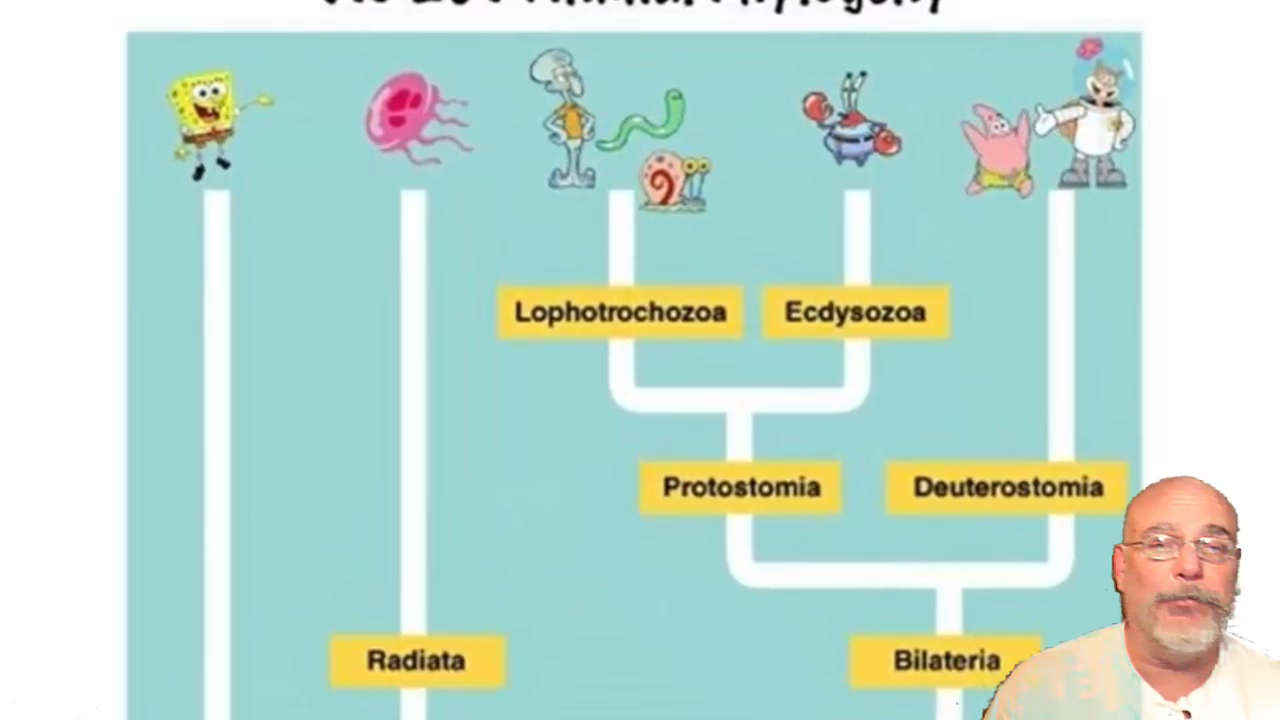 Lophotrochozoa Ecdysozoa
Protostomia Deuterostomia
Radiata Bilateria